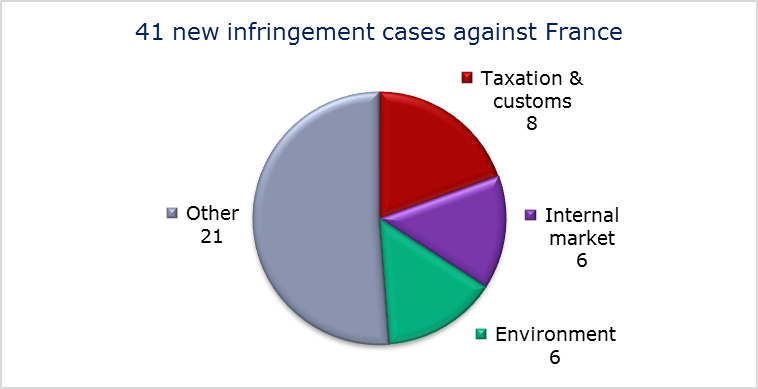 41 new infringement cases against France
Taxation &
customs
8
Other
21
Internal
market
6
Environment
6